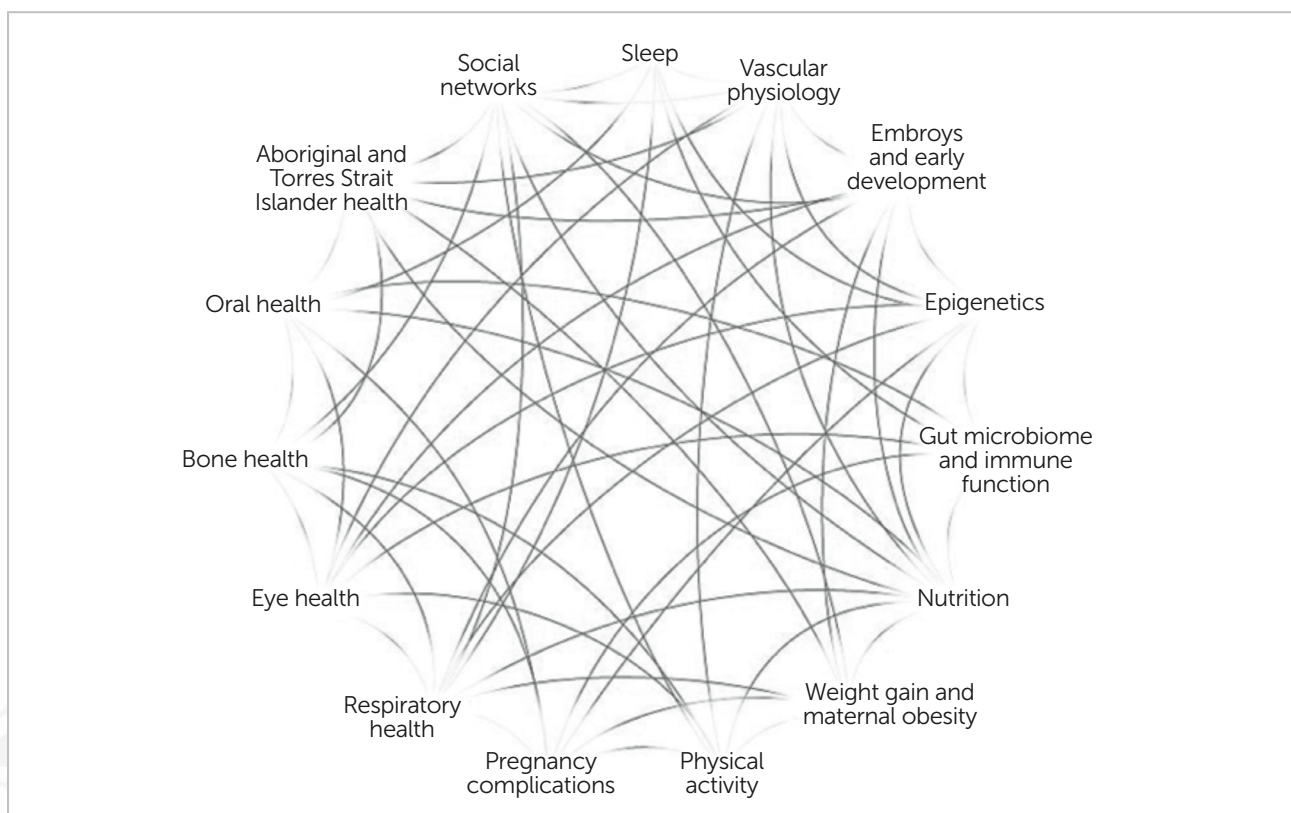 Sleep
Social
networks
Vascular
physiology
Embroys
and early
development
Aboriginal and
Torres Strait
Islander health
Oral health
Epigenetics
Gut microbiome
and immune
function
Bone health
Eye health
Nutrition
Respiratory
health
Weight gain and
maternal obesity
Pregnancy
complications
Physical
activity